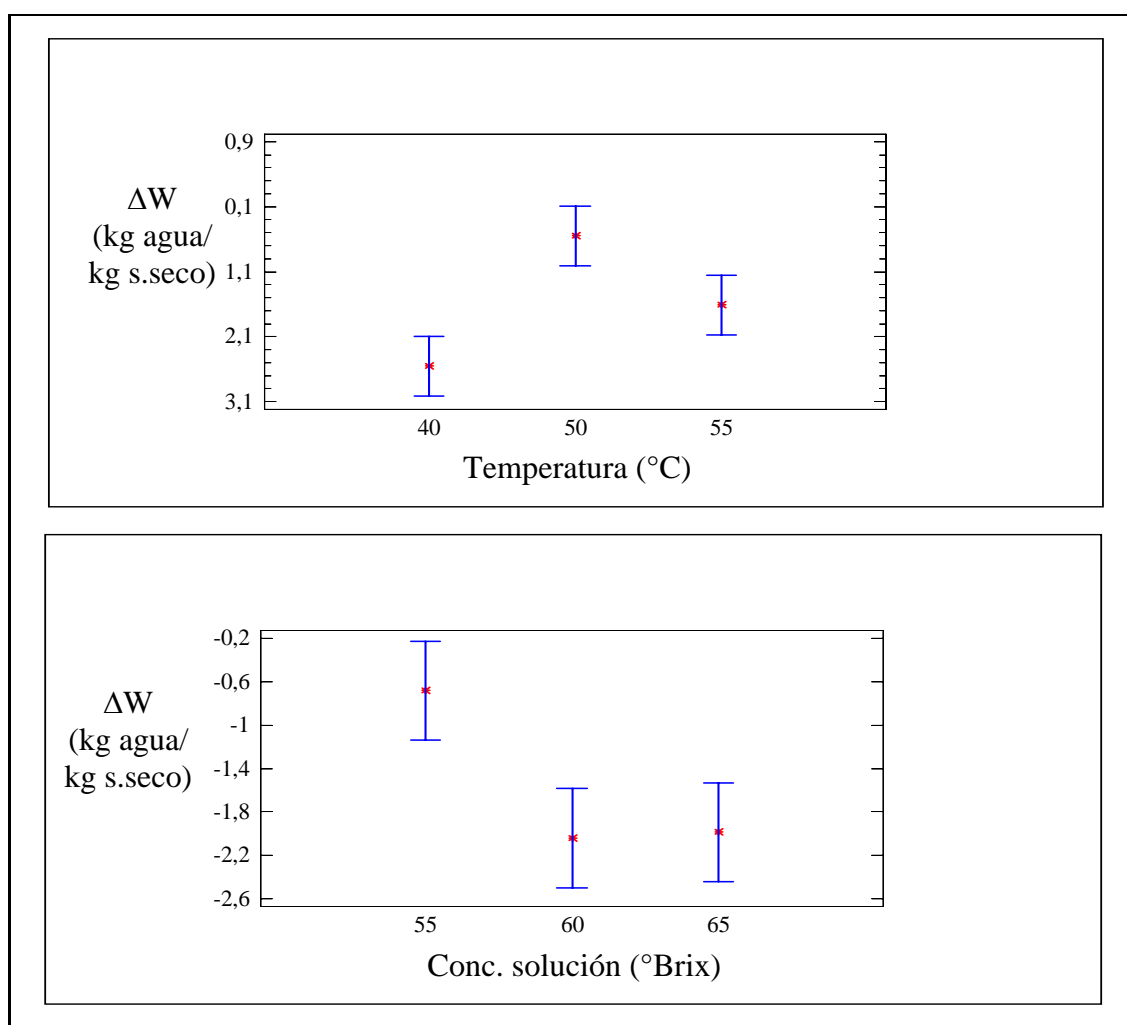 0,9
ΔW
(kg agua/
kg s.seco)
0,1
1,1
2,1
3,1
40 50 55
Temperatura (°C)
-0,2
-0,6
ΔW
(kg agua/
kg s.seco)
-1
-1,4
-1,8
-2,2
-2,6
55 60 65
Conc. solución (°Brix)